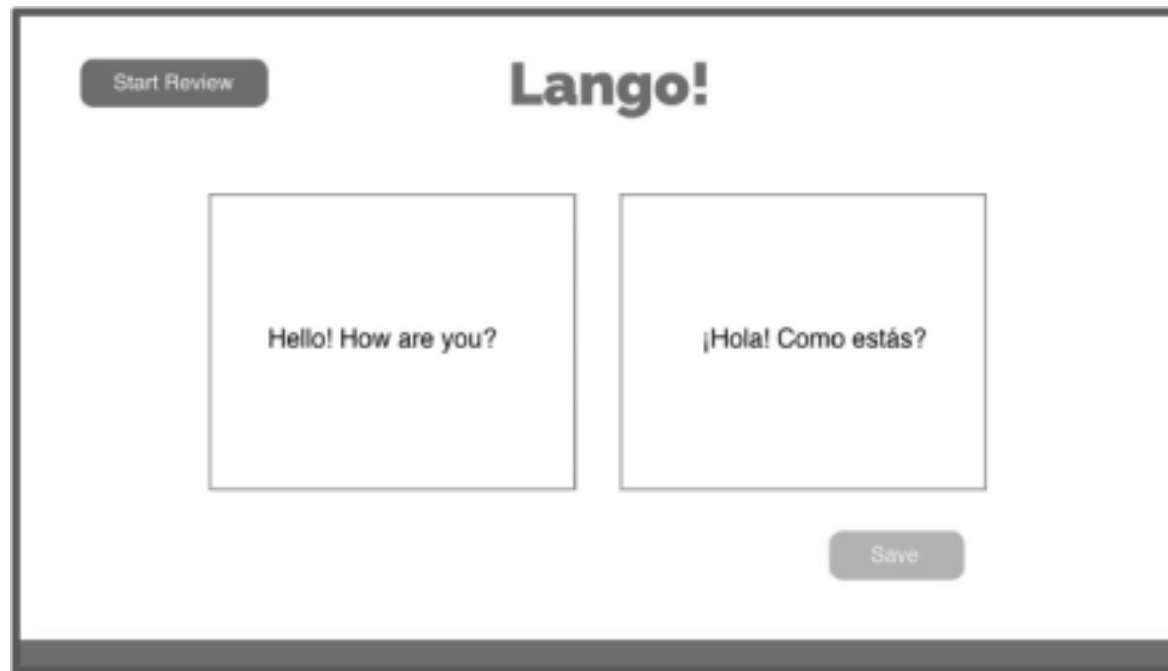 Start Review
Lango!
Hello! How are you?
¡Hola! Como estás?
Save